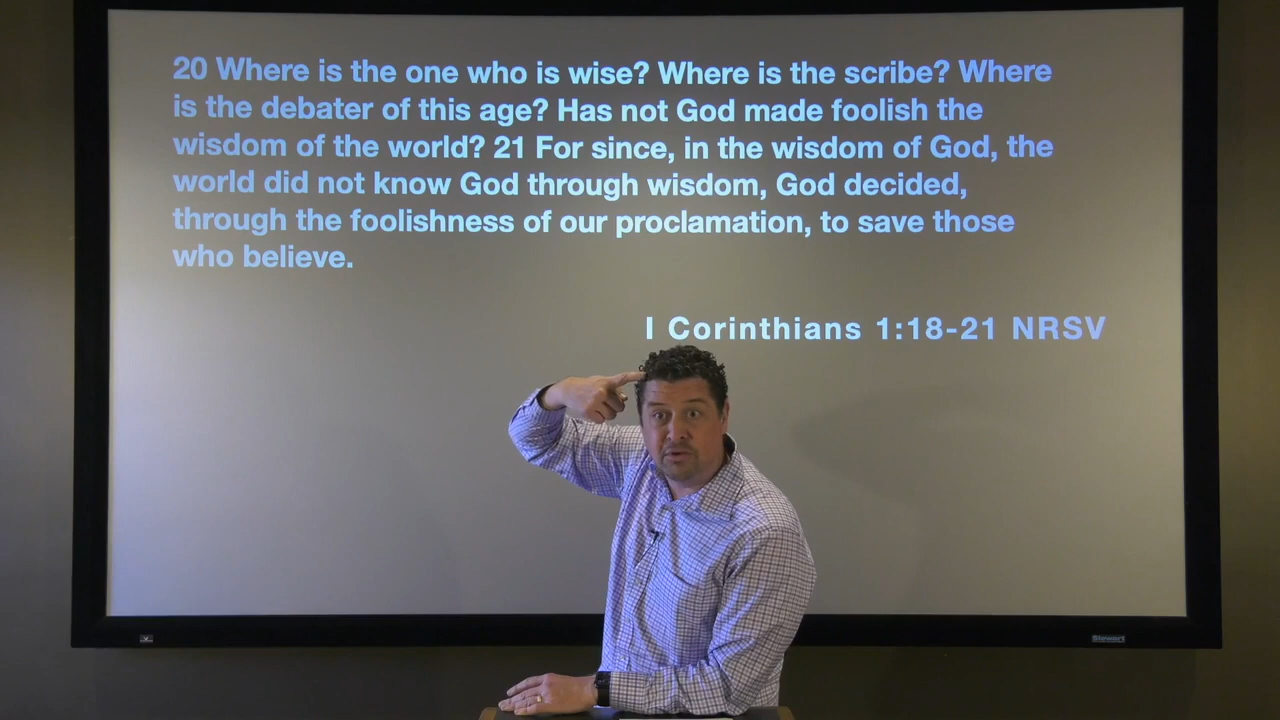 20 Where is the one who is wise? Where is the scribe? Where
is the debater of this age? Has not God made foolish the
wisdom of the world? 21 For since, in the wisdom of God, the
world did not know God through wisdom, God decided,
through the foolishness of our proclamation, to save those
who believe.
I Corinthians 1:18-21 NRSV
Stewart